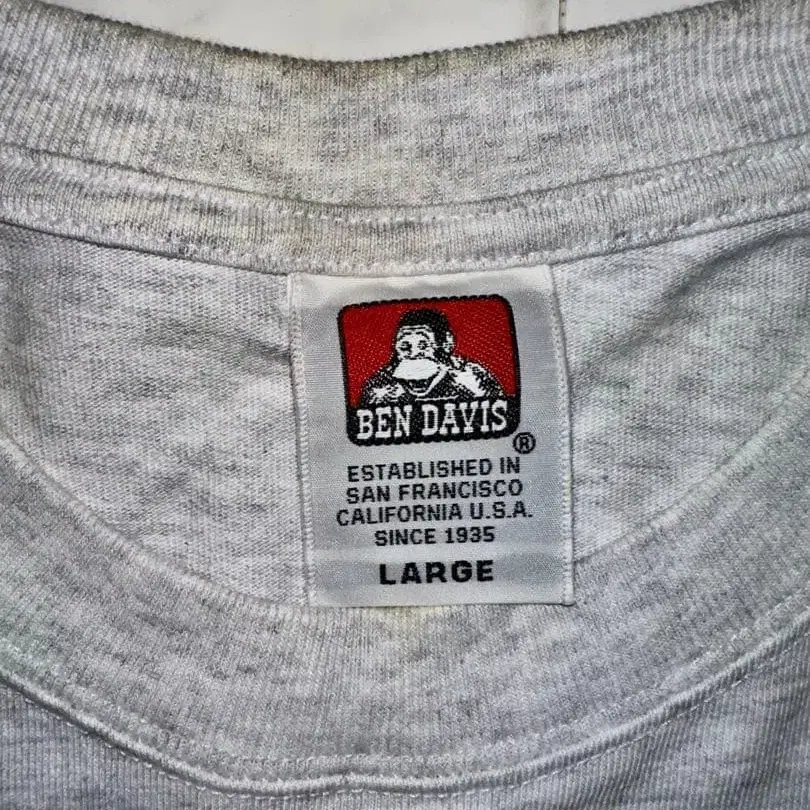 BEN DAVIS
®
ESTABLISHED IN
SAN FRANCISCO
CALIFORNIA U.S.A.
SINCE 1935
LARGE